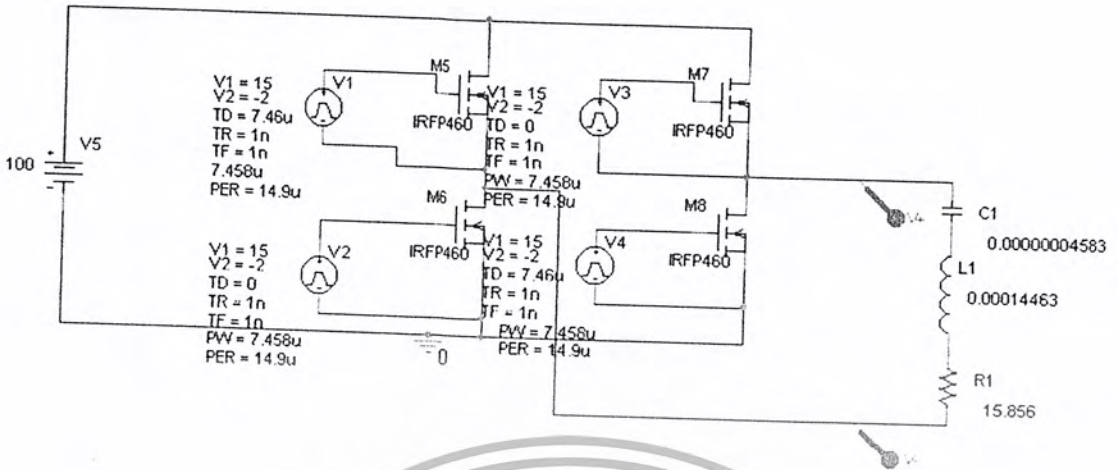 100
V5
V1 = 15
V2 = -2
TD = 7.46u
TR = 1n
TF = 1n
7.458u
PER = 14.9u
V1
M5
IRFP460
V1 = 15
V2 = -2
TD = 0
TR = 1n
TF = 1n
PW = 7.458u
PER = 14.9u
V3
M7
IRFP460
V1 = 15
V2 = -2
TD = 0
TR = 1n
TF = 1n
PW = 7.458u
PER = 14.9u
V2
M6
IRFP460
V1 = 15
V2 = -2
TD = 7.46u
TR = 1n
TF = 1n
PW = 7.458u
PER = 14.9u
V4
M8
IRFP460
0
C1
0.00000004583
L1
0.00014463
R1
15.856